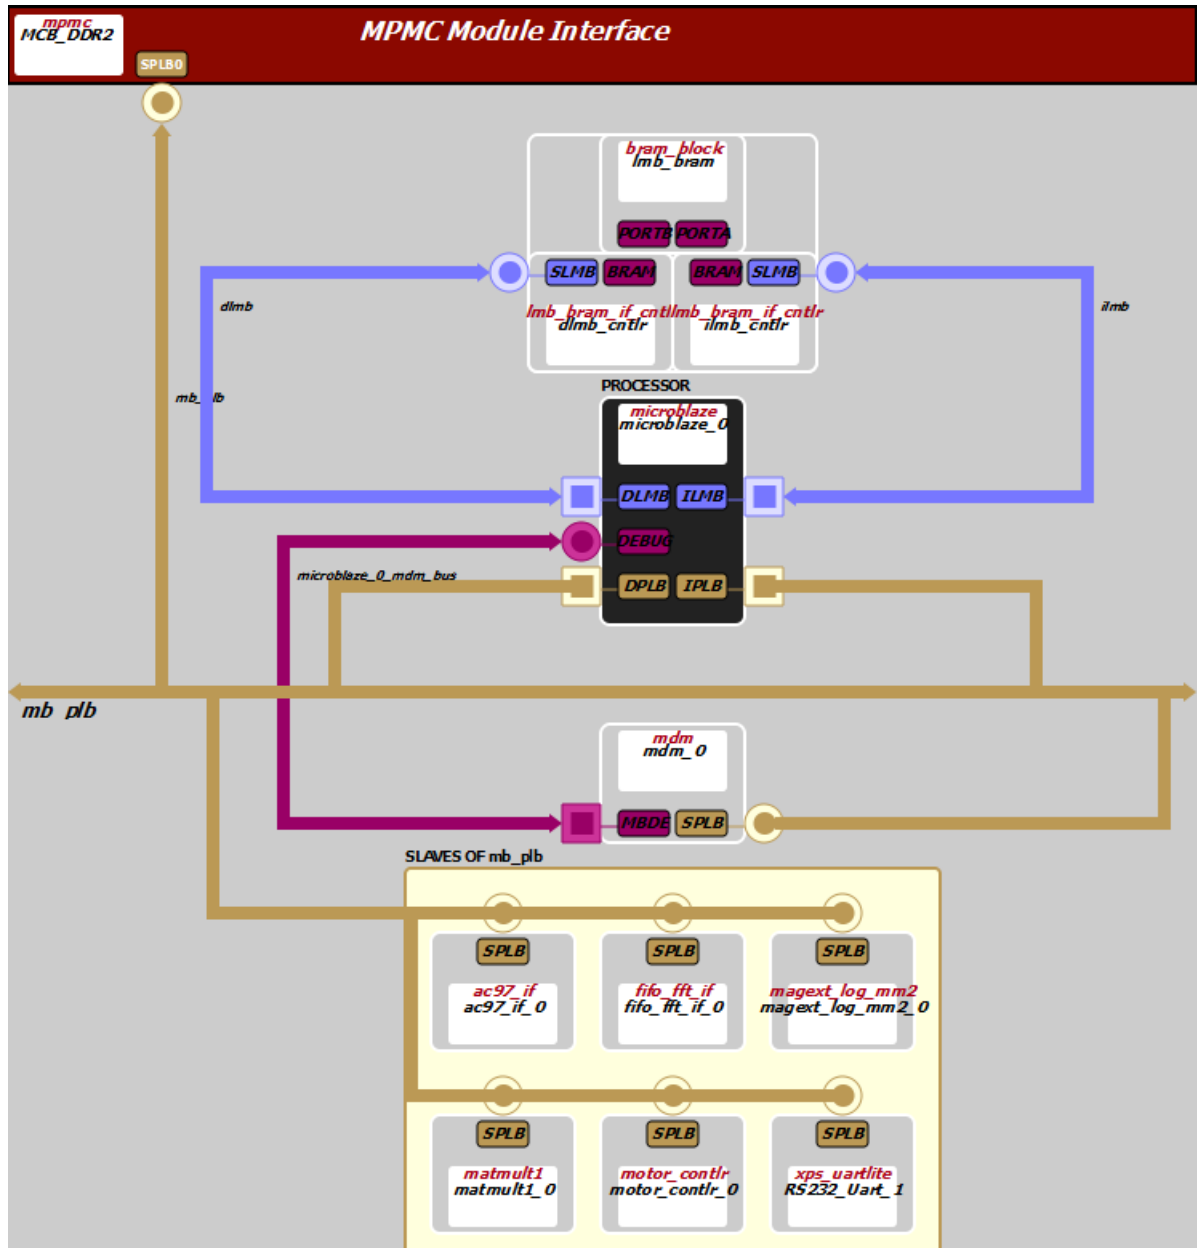 mpmc
MCB_DDR2
MPMC Module Interface
SPLB0
bram_block
lmb_bram
PORTB PORTA
SLMB BRAM BRAM SLMB
dlmb
ilmb
lmb_bram_if_cntlr
lmb_bram_if_cntlr
dlmb_cntlr
ilmb_cntlr
PROCESSOR
mb_plb
microblaze
microblaze_0
DLMB ILMB
DEBUG
microblaze_0_mdm_bus
DPLB IPLB
mb_plb
mdm
mdm_0
MBDE SPLB
SLAVES OF mb_plb
SPLB SPLB SPLB
ac97_if fifo_fft_if magext_log_mm2
ac97_if_0 fifo_fft_if_0 magext_log_mm2_0
SPLB SPLB SPLB
matmult1 motor_contlr xps_uartlite
matmult1_0 motor_contlr_0 RS232_Uart_1